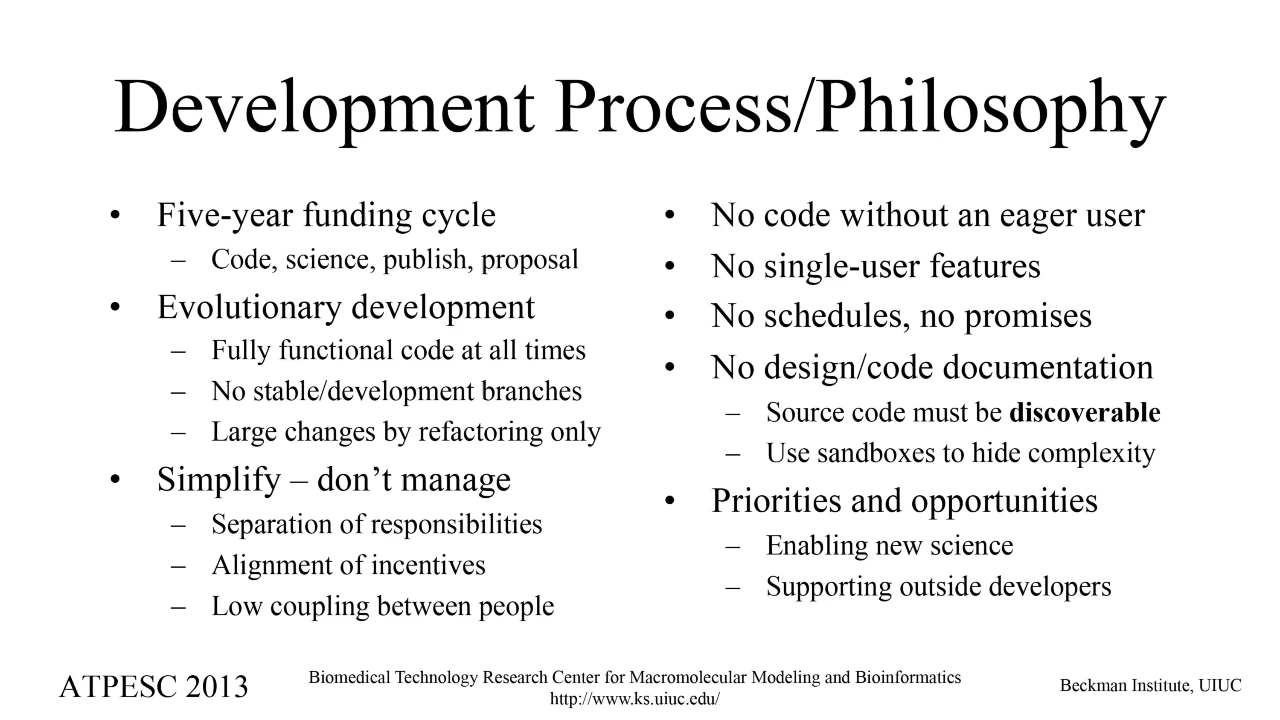 Development Process/Philosophy
• Five-year funding cycle
– Code, science, publish, proposal
• Evolutionary development
– Fully functional code at all times
– No stable/development branches
– Large changes by refactoring only
• Simplify – don’t manage
– Separation of responsibilities
– Alignment of incentives
– Low coupling between people
• No code without an eager user
• No single-user features
• No schedules, no promises
• No design/code documentation
– Source code must be discoverable
– Use sandboxes to hide complexity
• Priorities and opportunities
– Enabling new science
– Supporting outside developers
ATPESC 2013
Biomedical Technology Research Center for Macromolecular Modeling and Bioinformatics
http://www.ks.uiuc.edu/
Beckman Institute, UIUC